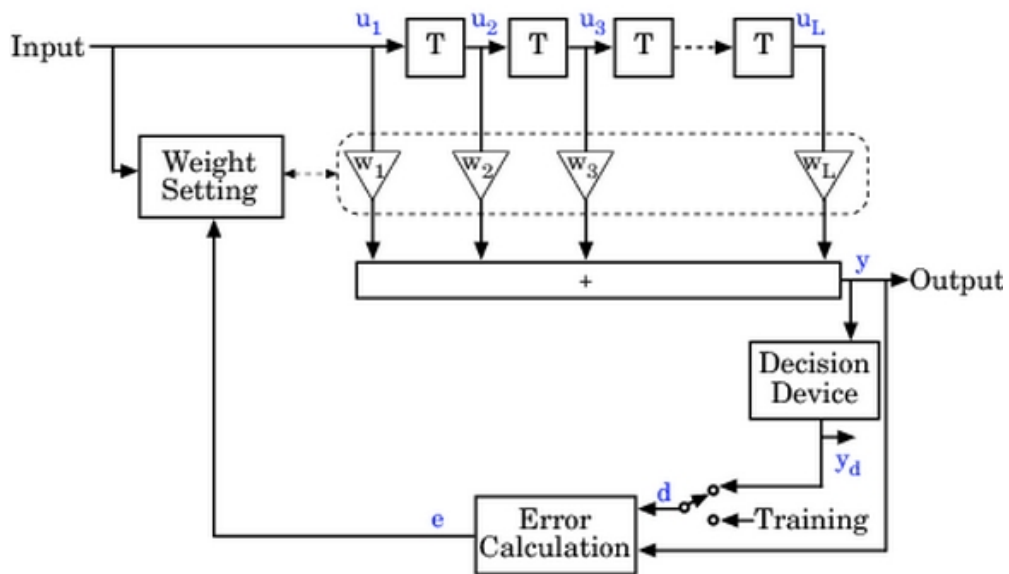 u1 u2 u3 uL
Input T T T T Output
Weight
Setting
w1 w2 w3 wL
+
y
Decision
Device
yd
d
Training
e
Error
Calculation